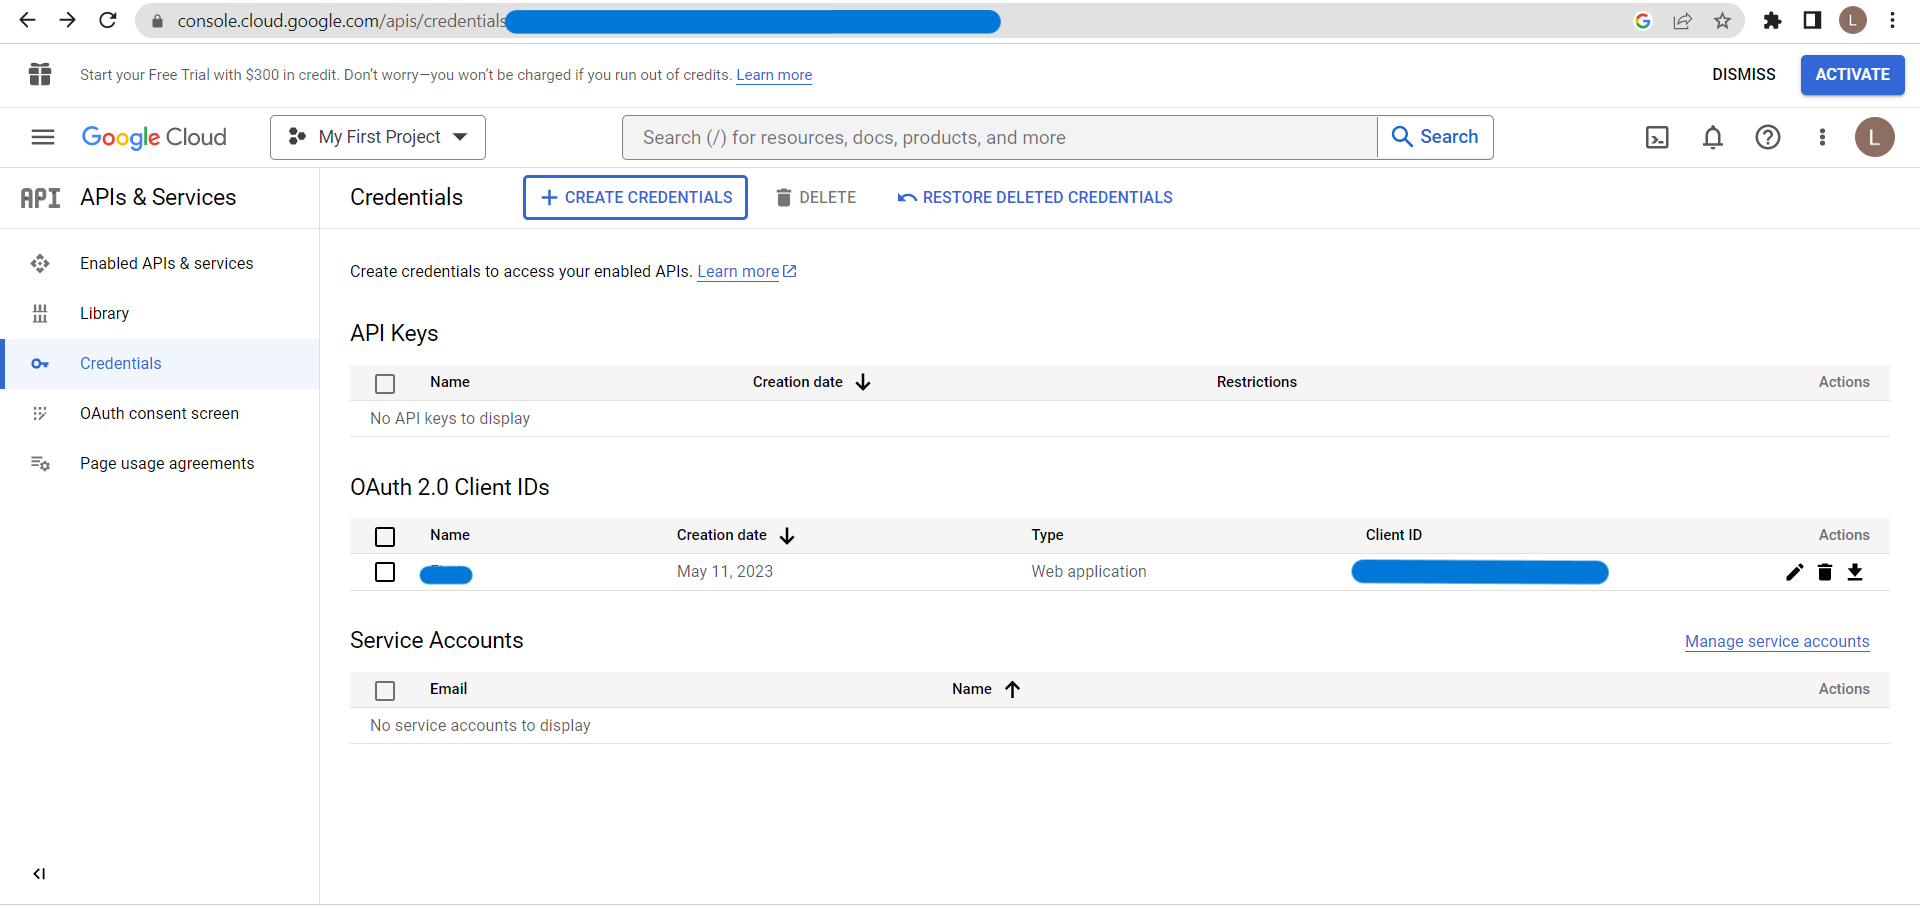 console.cloud.google.com/apis/credentials
L
Start your Free Trial with $300 in credit. Don't worry—you won't be charged if you run out of credits. Learn more
DISMISS
ACTIVATE
Google Cloud
My First Project
Search (/) for resources, docs, products, and more
Search
L
API APIs & Services
Credentials
CREATE CREDENTIALS
DELETE
RESTORE DELETED CREDENTIALS
Enabled APIs & services
Library
Credentials
OAuth consent screen
Page usage agreements
Create credentials to access your enabled APIs. Learn more
API Keys
Name Creation date Restrictions Actions
No API keys to display
OAuth 2.0 Client IDs
Name Creation date Type Client ID Actions
May 11, 2023 Web application
Service Accounts
Manage service accounts
Email Name Actions
No service accounts to display